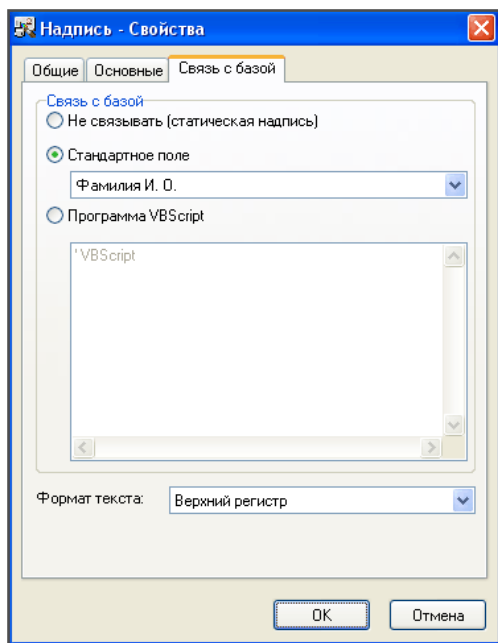 Надпись - Свойства
Общие Основные Связь с базой
Связь с базой
Не связывать (статическая надпись)
Стандартное поле
Фамилия И. О.
Программа VBScript
'VBScript
Формат текста: Верхний регистр
OK Отмена